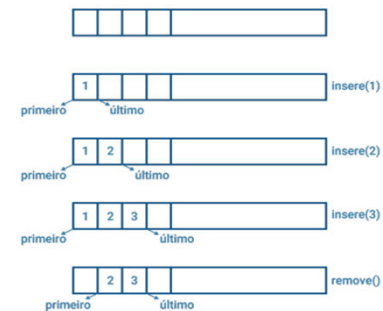 1 insere(1)
primeiro último
1 2 insere(2)
primeiro último
1 2 3 insere(3)
primeiro último
2 3 remove()
primeiro último